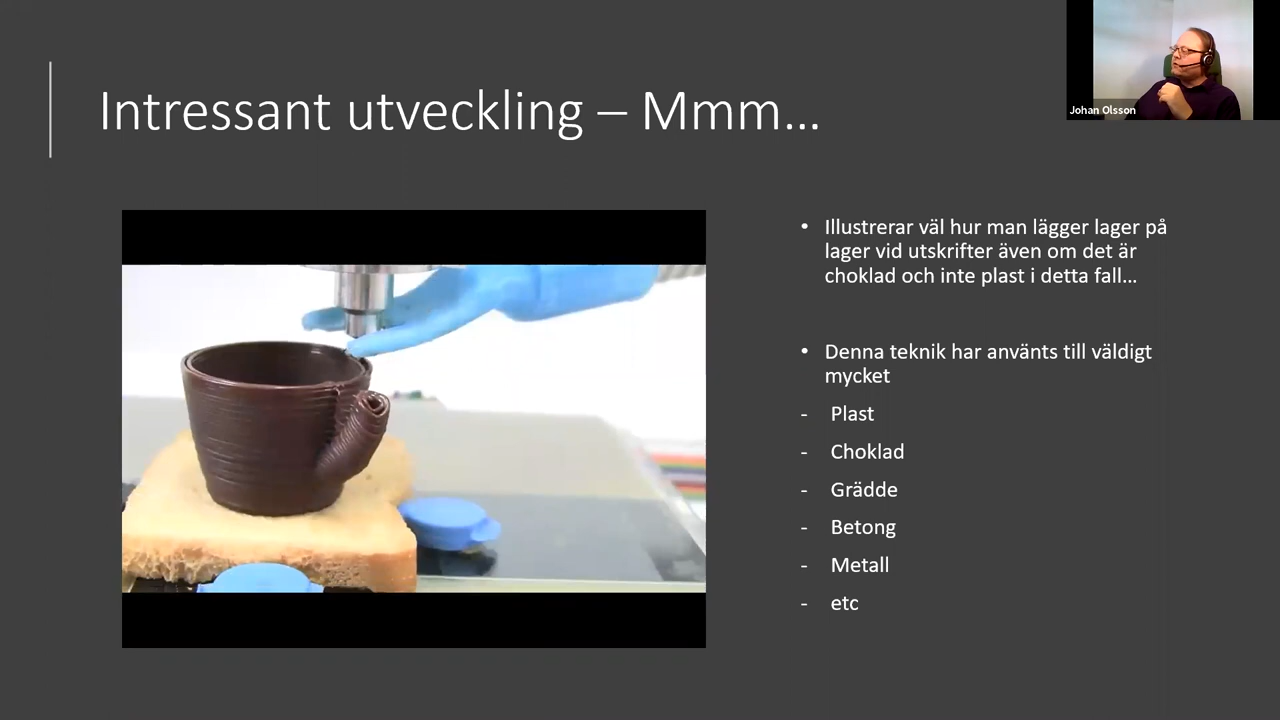 Intressant utveckling – Mmm…
Johan Olsson
• Illustrerar väl hur man lägger lager på
lager vid utskrifter även om det är
choklad och inte plast i detta fall…
• Denna teknik har använts till väldigt
mycket
- Plast
- Choklad
- Grädde
- Betong
- Metall
- etc